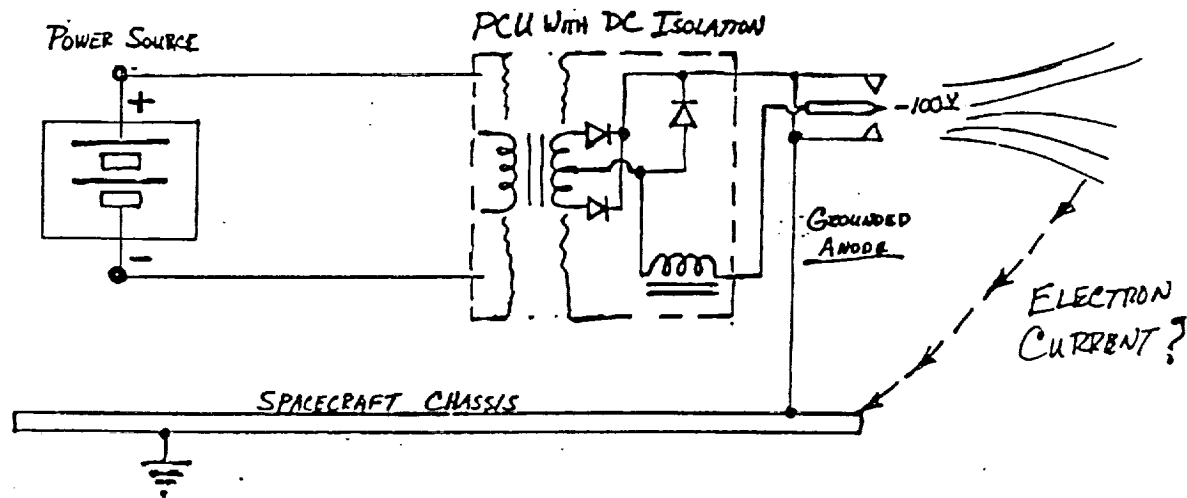 POWER SOURCE
PCU WITH DC ISOLATION
+
-100V
-
GROUNDED
ANODE
ELECTRON
CURRENT?
SPACECRAFT CHASSIS